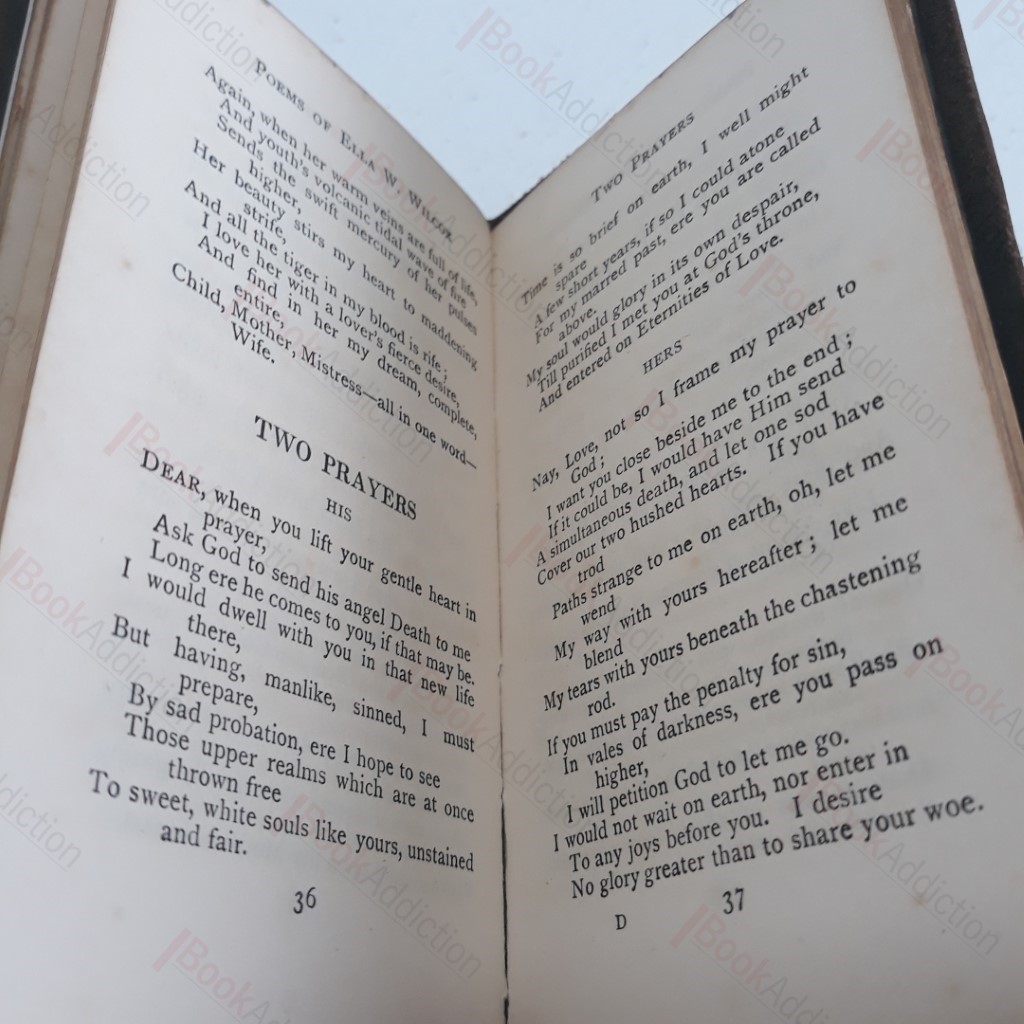 POEMS OF ELLA W. WILCOX
Again, when her warm veins are full of life,
And youth's volcanic tidal wave of fire
Sends the swift mercury of her pulses
higher,
Her beauty stirs my heart to maddening
strife,
And all the tiger in my blood is rife;
I love her with a lover's fierce desire,
And find in her my dream, complete,
entire,
Child, Mother, Mistress—all in one word—
Wife.
TWO PRAYERS
HIS
DEAR, when you lift your gentle heart in
prayer,
Ask God to send his angel Death to me
Long ere he comes to you, if that may be.
I would dwell with you in that new life
there,
But having, manlike, sinned, I must
prepare,
By sad probation, ere I hope to see
Those upper realms which are at once
thrown free
To sweet, white souls like yours, unstained
and fair.
36
TWO PRAYERS
Time is so brief on earth, I well might
spare
A few short years, if so I could atone
For my marred past, ere you are called
above.
My soul would glory in its own despair,
Till purified I met you at God's throne,
And entered on Eternities of Love.
HERS
Nay, Love, not so I frame my prayer to
God;
I want you close beside me to the end;
If it could be, I would have Him send
A simultaneous death, and let one sod
Cover our two hushed hearts. If you have
trod
Paths strange to me on earth, oh, let me
wend
My way with yours hereafter; let me
blend
My tears with yours beneath the chastening
rod.
If you must pay the penalty for sin,
In vales of darkness, ere you pass on
higher,
I will petition God to let me go.
I would not wait on earth, nor enter in
To any joys before you. I desire
No glory greater than to share your woe.
D 37
BookAddiction